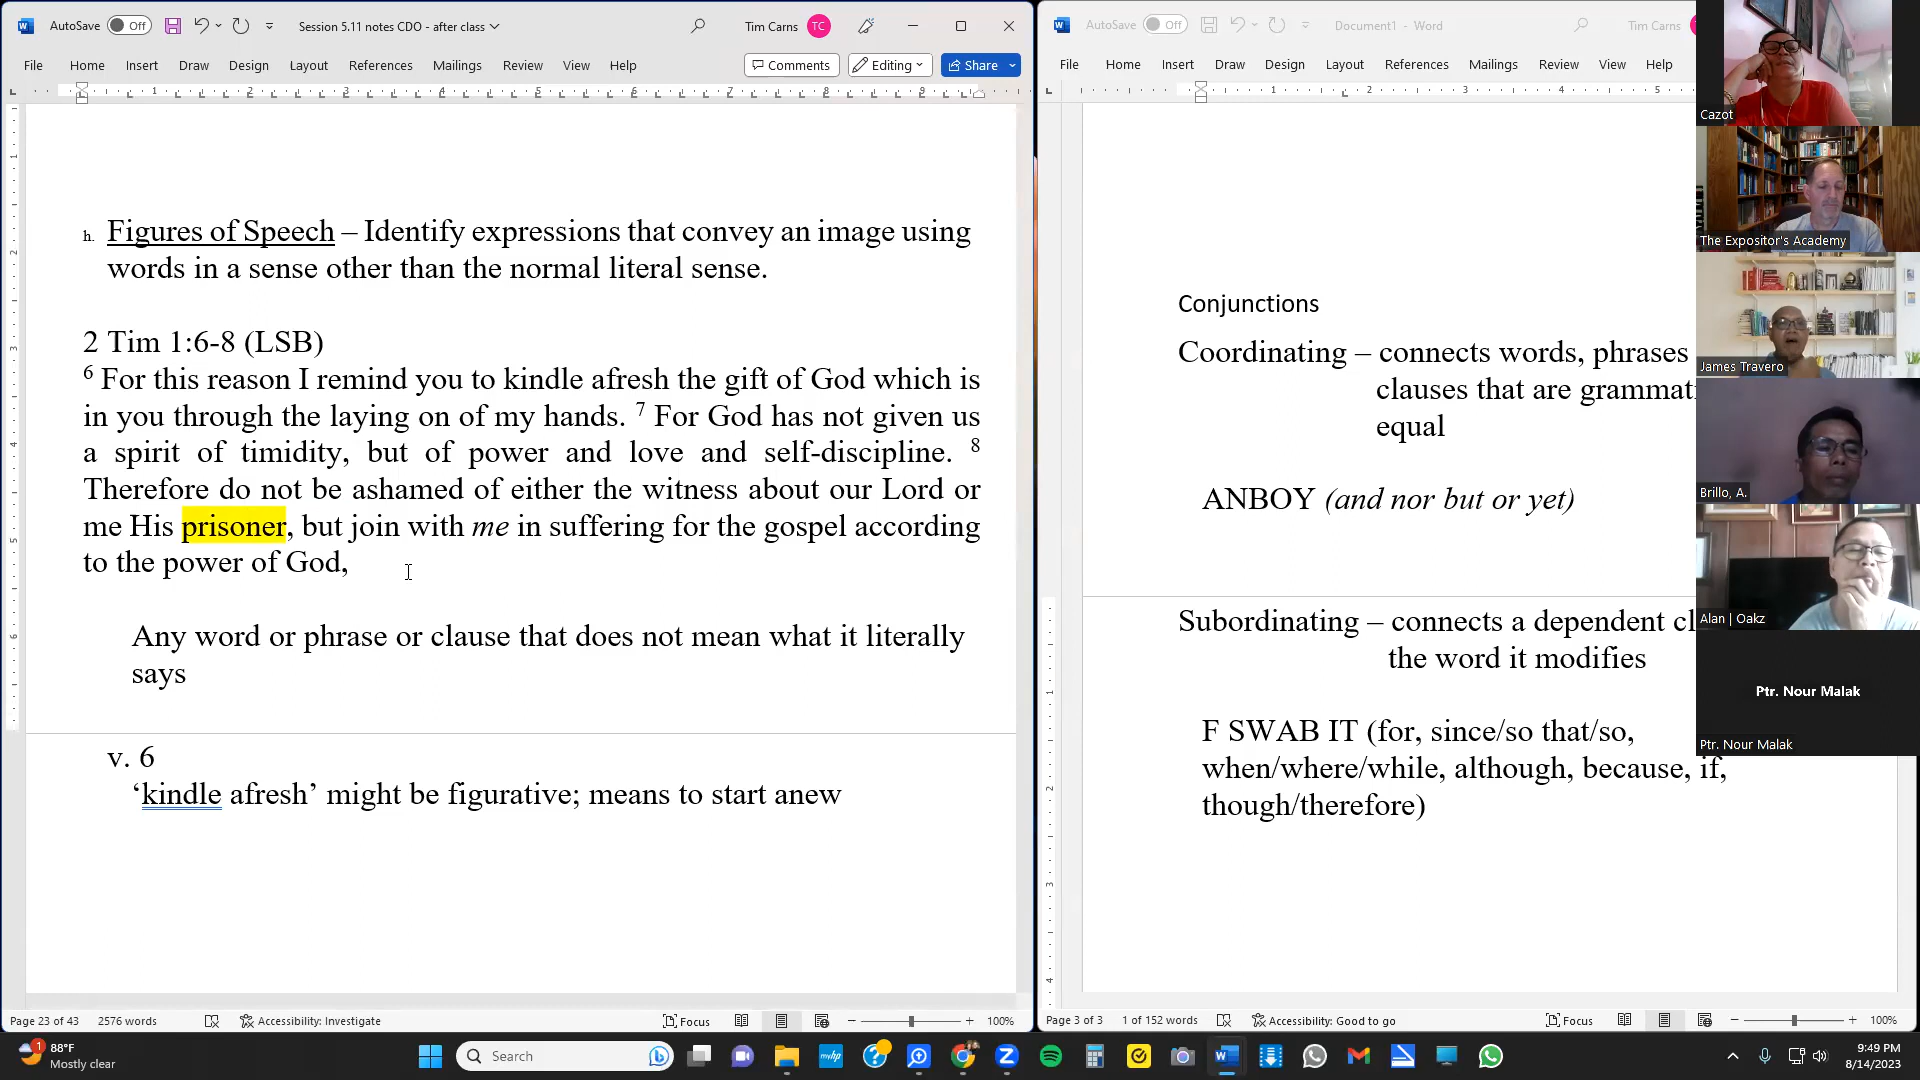 AutoSave Off Session 5.11 notes CDO - after class Tim Carns TC
File Home Insert Draw Design Layout References Mailings Review View Help Comments Editing Share
h. Figures of Speech – Identify expressions that convey an image using
words in a sense other than the normal literal sense.
2 Tim 1:6-8 (LSB)
6 For this reason I remind you to kindle afresh the gift of God which is
in you through the laying on of my hands. 7 For God has not given us
a spirit of timidity, but of power and love and self-discipline. 8
Therefore do not be ashamed of either the witness about our Lord or
me His prisoner, but join with me in suffering for the gospel according
to the power of God,
Any word or phrase or clause that does not mean what it literally
says
v. 6
‘kindle afresh’ might be figurative; means to start anew
Page 23 of 43 2576 words Accessibility: Investigate Focus 100%
AutoSave Off Document1 - Word Tim Carns
File Home Insert Draw Design Layout References Mailings Review View Help
Conjunctions
Coordinating – connects words, phrases
clauses that are grammati
equal
ANBOY (and nor but or yet)
Subordinating – connects a dependent cl
the word it modifies
F SWAB IT (for, since/so that/so,
when/where/while, although, because, if,
though/therefore)
Page 3 of 3 1 of 152 words Accessibility: Good to go Focus 100%
Cazot
The Expositor's Academy
James Travero
Brillo, A.
Alan | Oakz
Ptr. Nour Malak
Ptr. Nour Malak
1 88°F
Mostly clear
Search
myhp
9:49 PM
8/14/2023